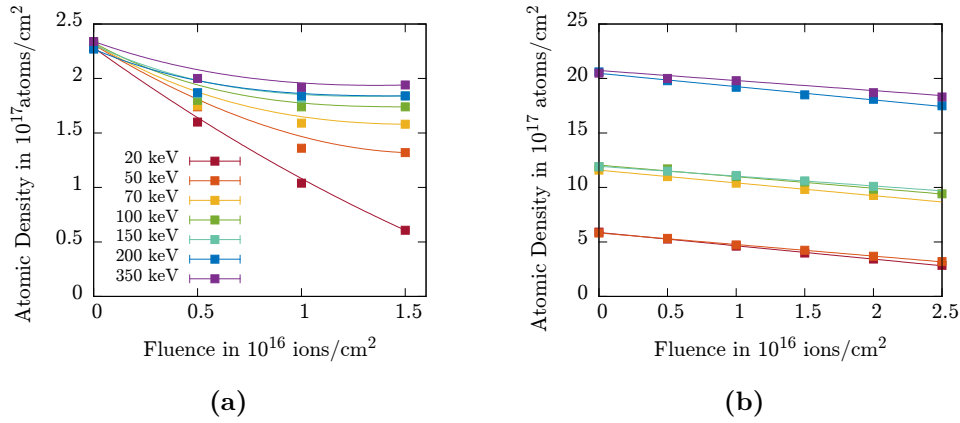 Atomic Density in 10^17 atoms/cm^2
2.5
2
1.5
1
0.5
0
20 keV
50 keV
70 keV
100 keV
150 keV
200 keV
350 keV
0 0.5 1 1.5
Fluence in 10^16 ions/cm^2
(a)
Atomic Density in 10^17 atoms/cm^2
25
20
15
10
5
0
0 0.5 1 1.5 2 2.5
Fluence in 10^16 ions/cm^2
(b)